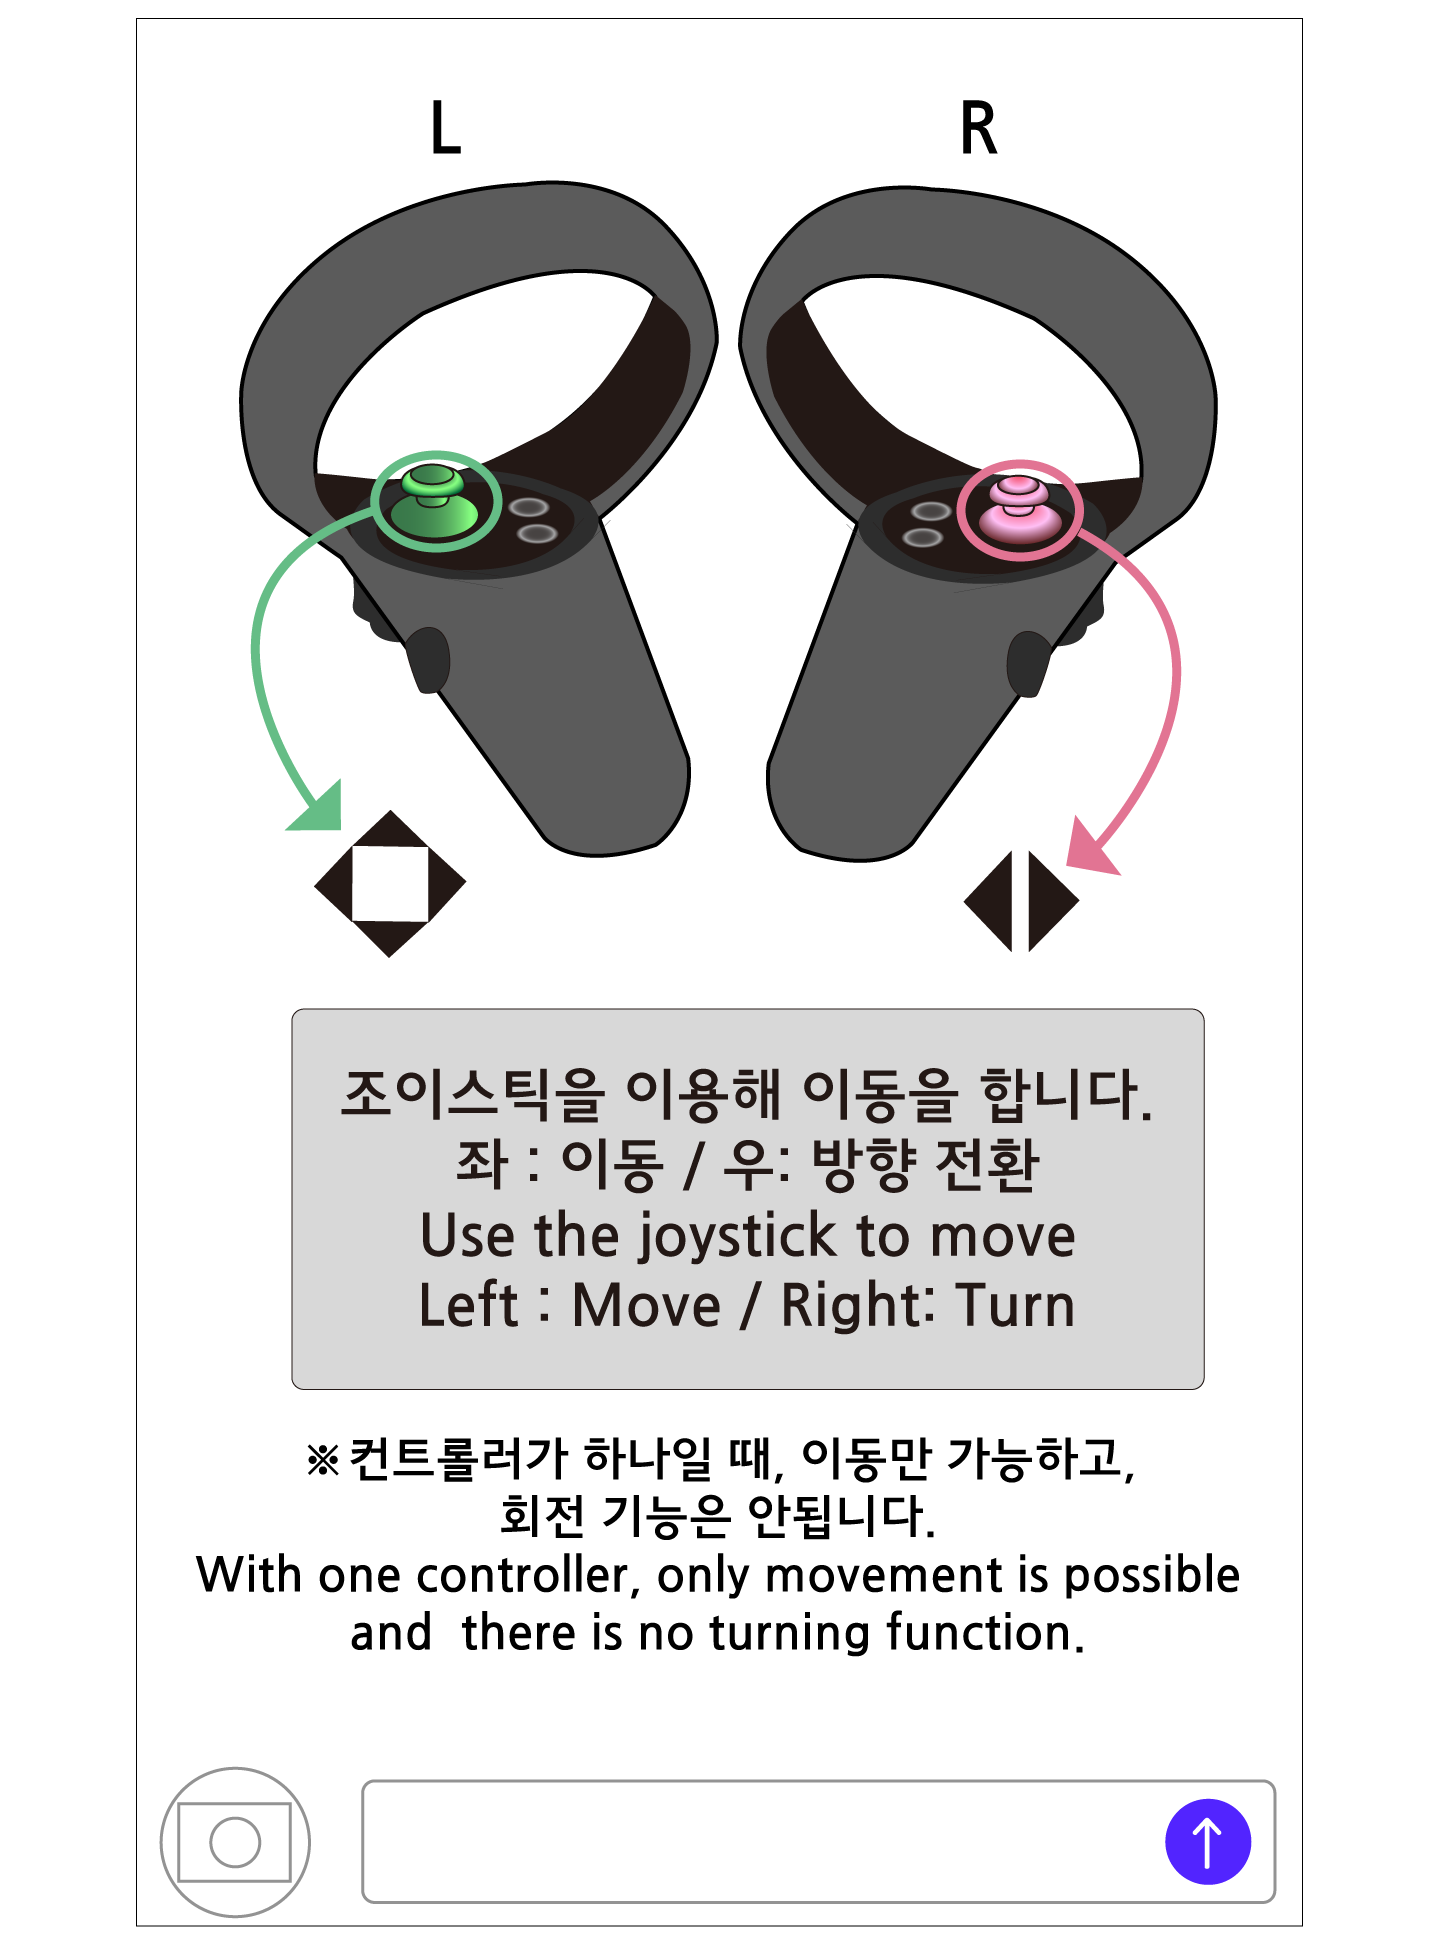 L
R
조이스틱을 이용해 이동을 합니다.
좌 : 이동 / 우: 방향 전환
Use the joystick to move
Left : Move / Right: Turn
※컨트롤러가 하나일 때, 이동만 가능하고,
회전 기능은 안됩니다.
With one controller, only movement is possible
and  there is no turning function.